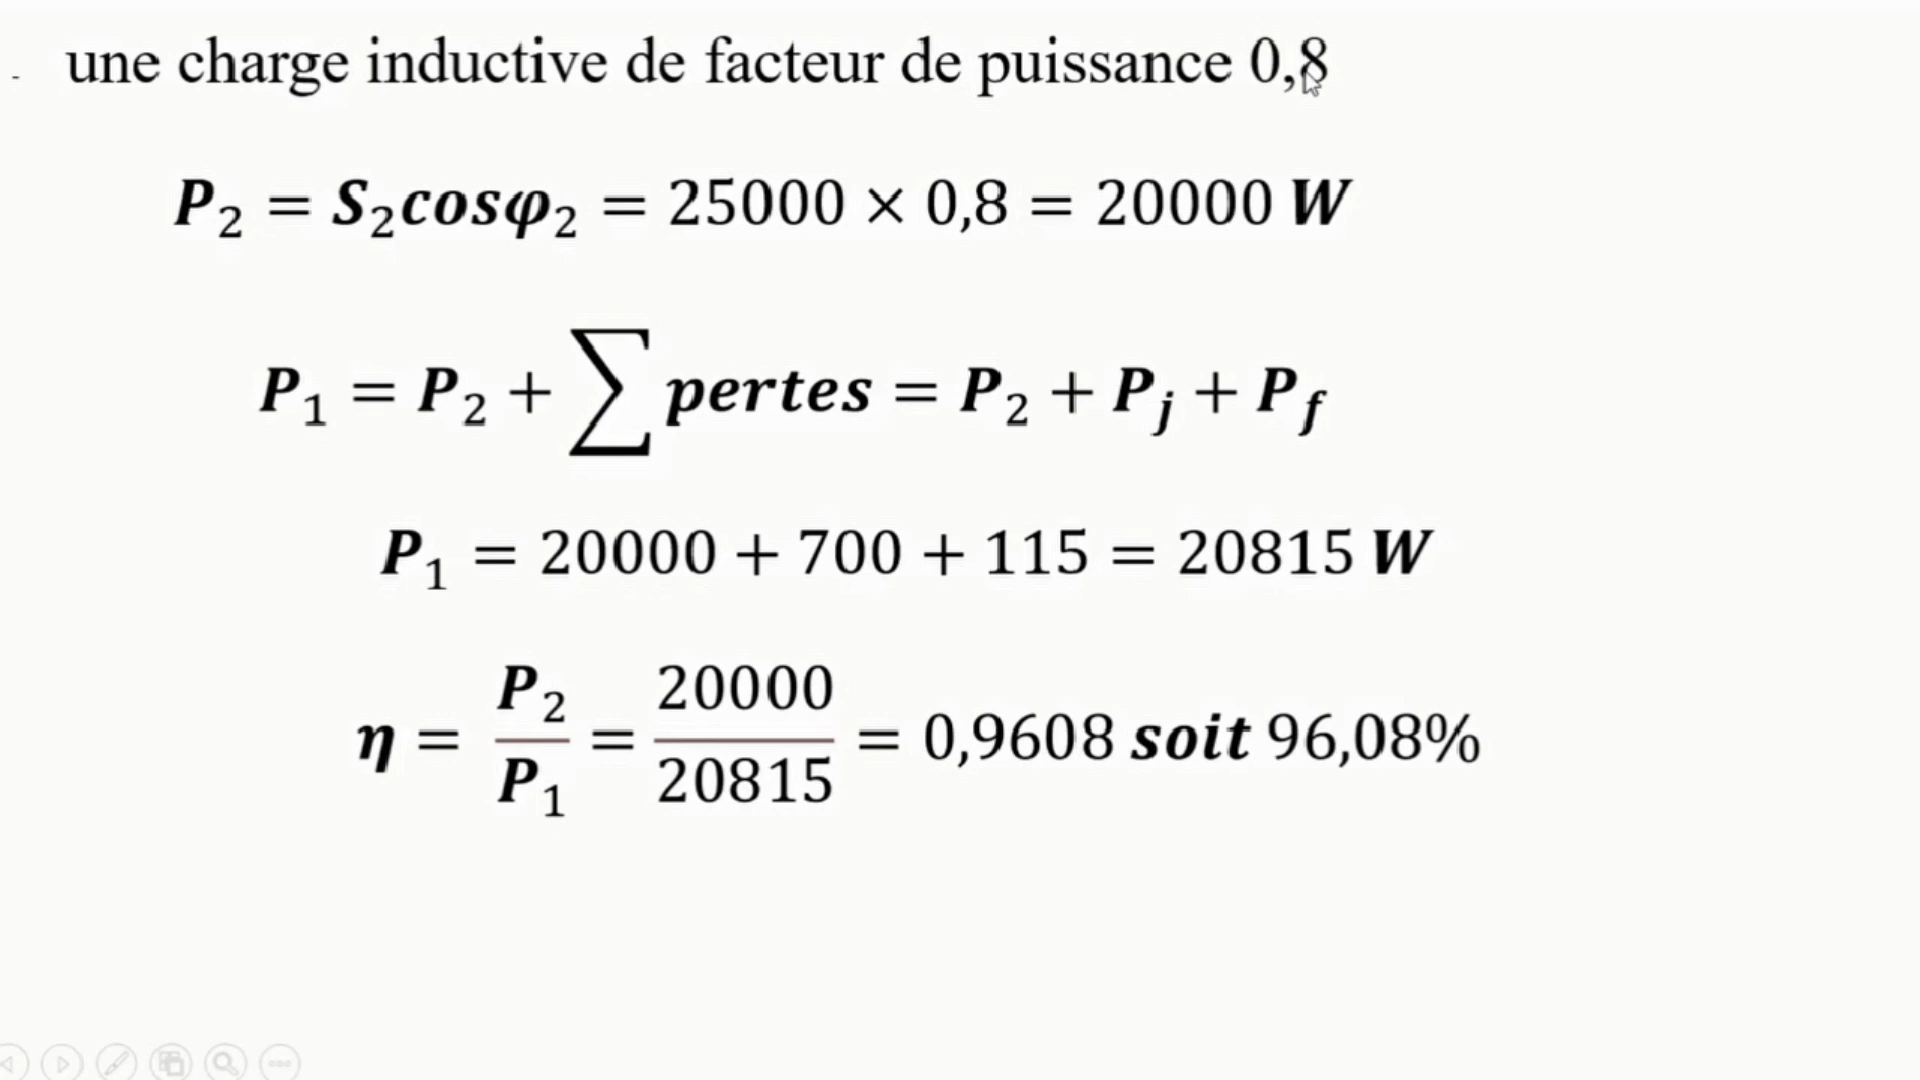 - une charge inductive de facteur de puissance 0,8
P₂ = S₂cosφ₂ = 25000 × 0,8 = 20000 W
P₁ = P₂ + ∑ pertes = P₂ + Pⱼ + P_f
P₁ = 20000 + 700 + 115 = 20815 W
η = P₂/P₁ = 20000/20815 = 0,9608 soit 96,08%